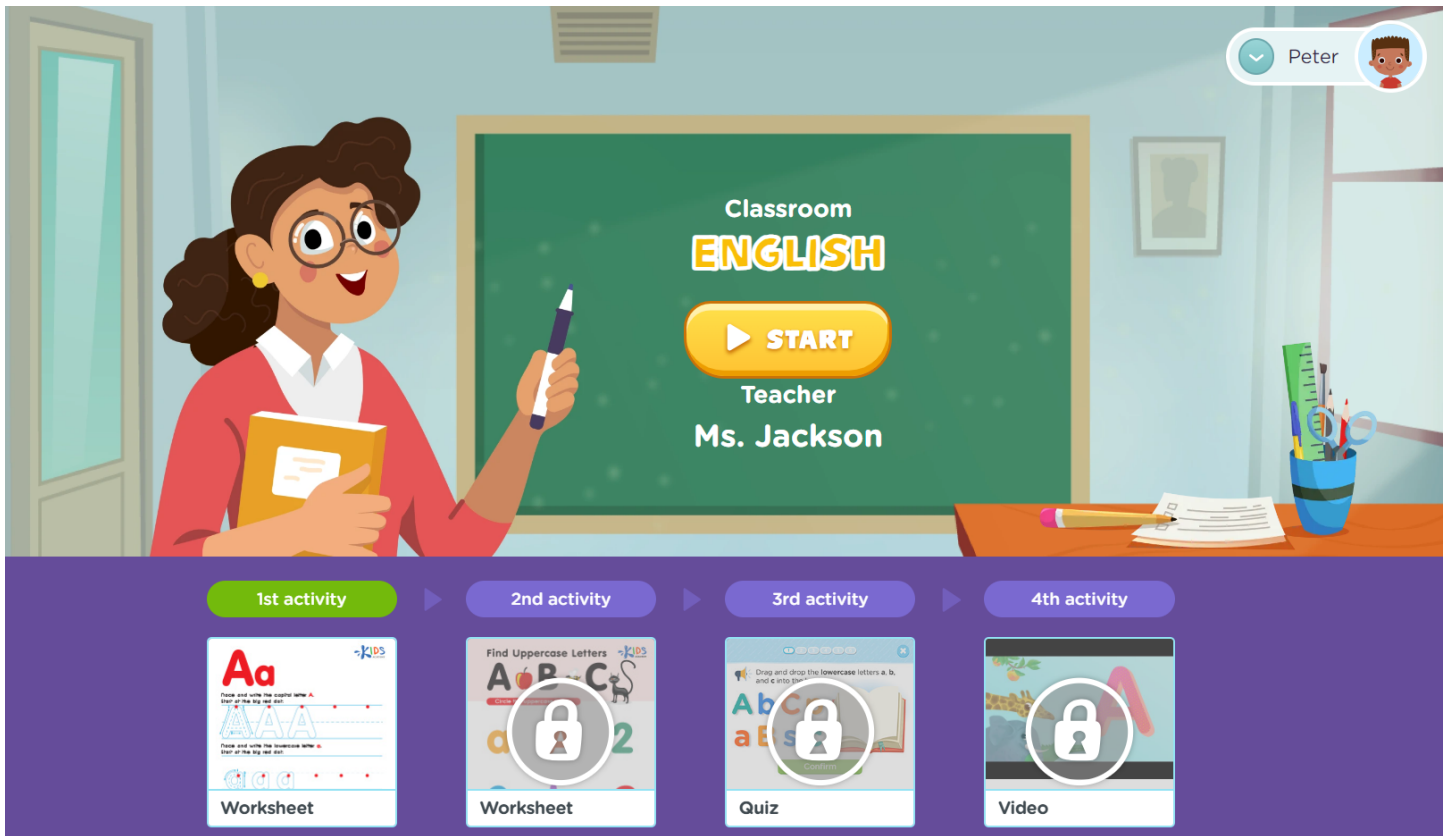 Peter
Classroom
ENGLISH
START
Teacher
Ms. Jackson
1st activity
2nd activity
3rd activity
4th activity
Aa
KIDS
Trace and write the capital letter A.
Start at the big red dot.
A A A
Trace and write the lowercase letter a.
Start at the big red dot.
a a a
Worksheet
Find Uppercase Letters
KIDS
A B C
Circle
a 2
Worksheet
Drag and drop the lowercase letters a, b,
and c into the
A b C
a B s
Confirm
Quiz
A
Video